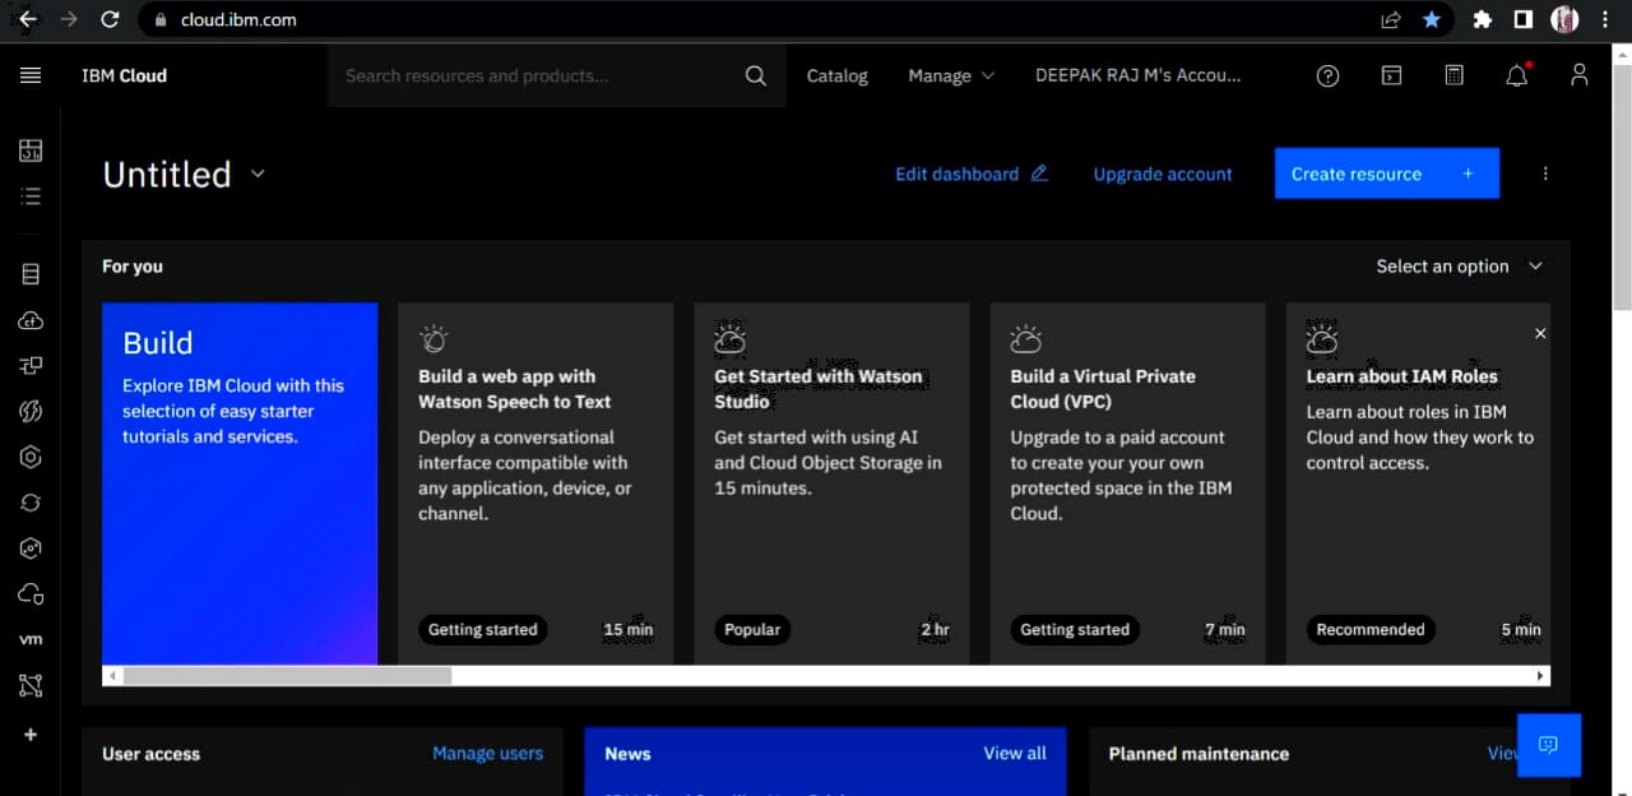 cloud.ibm.com
IBM Cloud
Search resources and products...
Catalog
Manage
DEEPAK RAJ M's Accou...
Untitled
Edit dashboard
Upgrade account
Create resource +
For you
Select an option
Build
Explore IBM Cloud with this
selection of easy starter
tutorials and services.
Build a web app with
Watson Speech to Text
Deploy a conversational
interface compatible with
any application, device, or
channel.
Getting started
15 min
Get Started with Watson
Studio
Get started with using AI
and Cloud Object Storage in
15 minutes.
Popular
2 hr
Build a Virtual Private
Cloud (VPC)
Upgrade to a paid account
to create your your own
protected space in the IBM
Cloud.
Getting started
7 min
Learn about IAM Roles
Learn about roles in IBM
Cloud and how they work to
control access.
Recommended
5 min
vm
User access
Manage users
News
View all
Planned maintenance